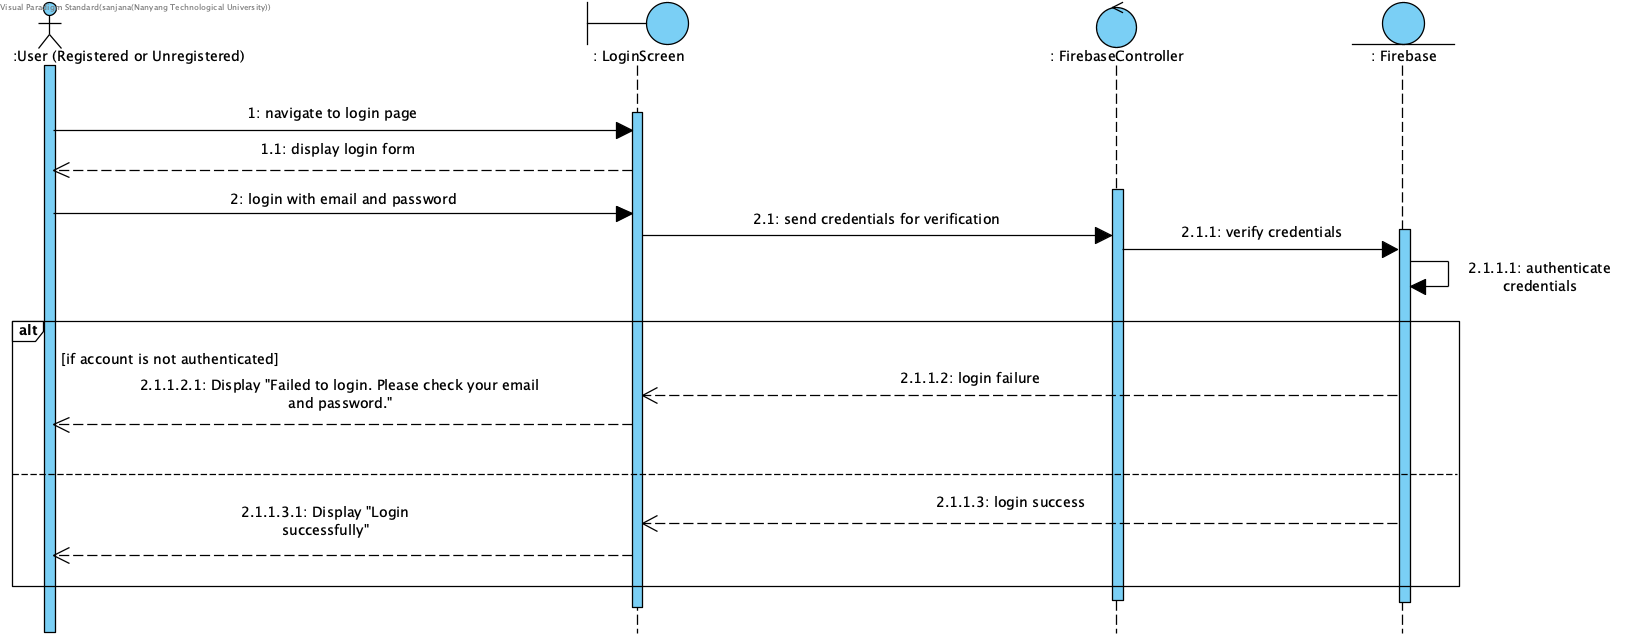 Visual Paradigm Standard(sanjana(Nanyang Technological University))
:User (Registered or Unregistered)
: LoginScreen
: FirebaseController
: Firebase
1: navigate to login page
1.1: display login form
2: login with email and password
2.1: send credentials for verification
2.1.1: verify credentials
2.1.1.1: authenticate
credentials
alt
[if account is not authenticated]
2.1.1.2: login failure
2.1.1.2.1: Display "Failed to login. Please check your email
and password."
2.1.1.3: login success
2.1.1.3.1: Display "Login
successfully"